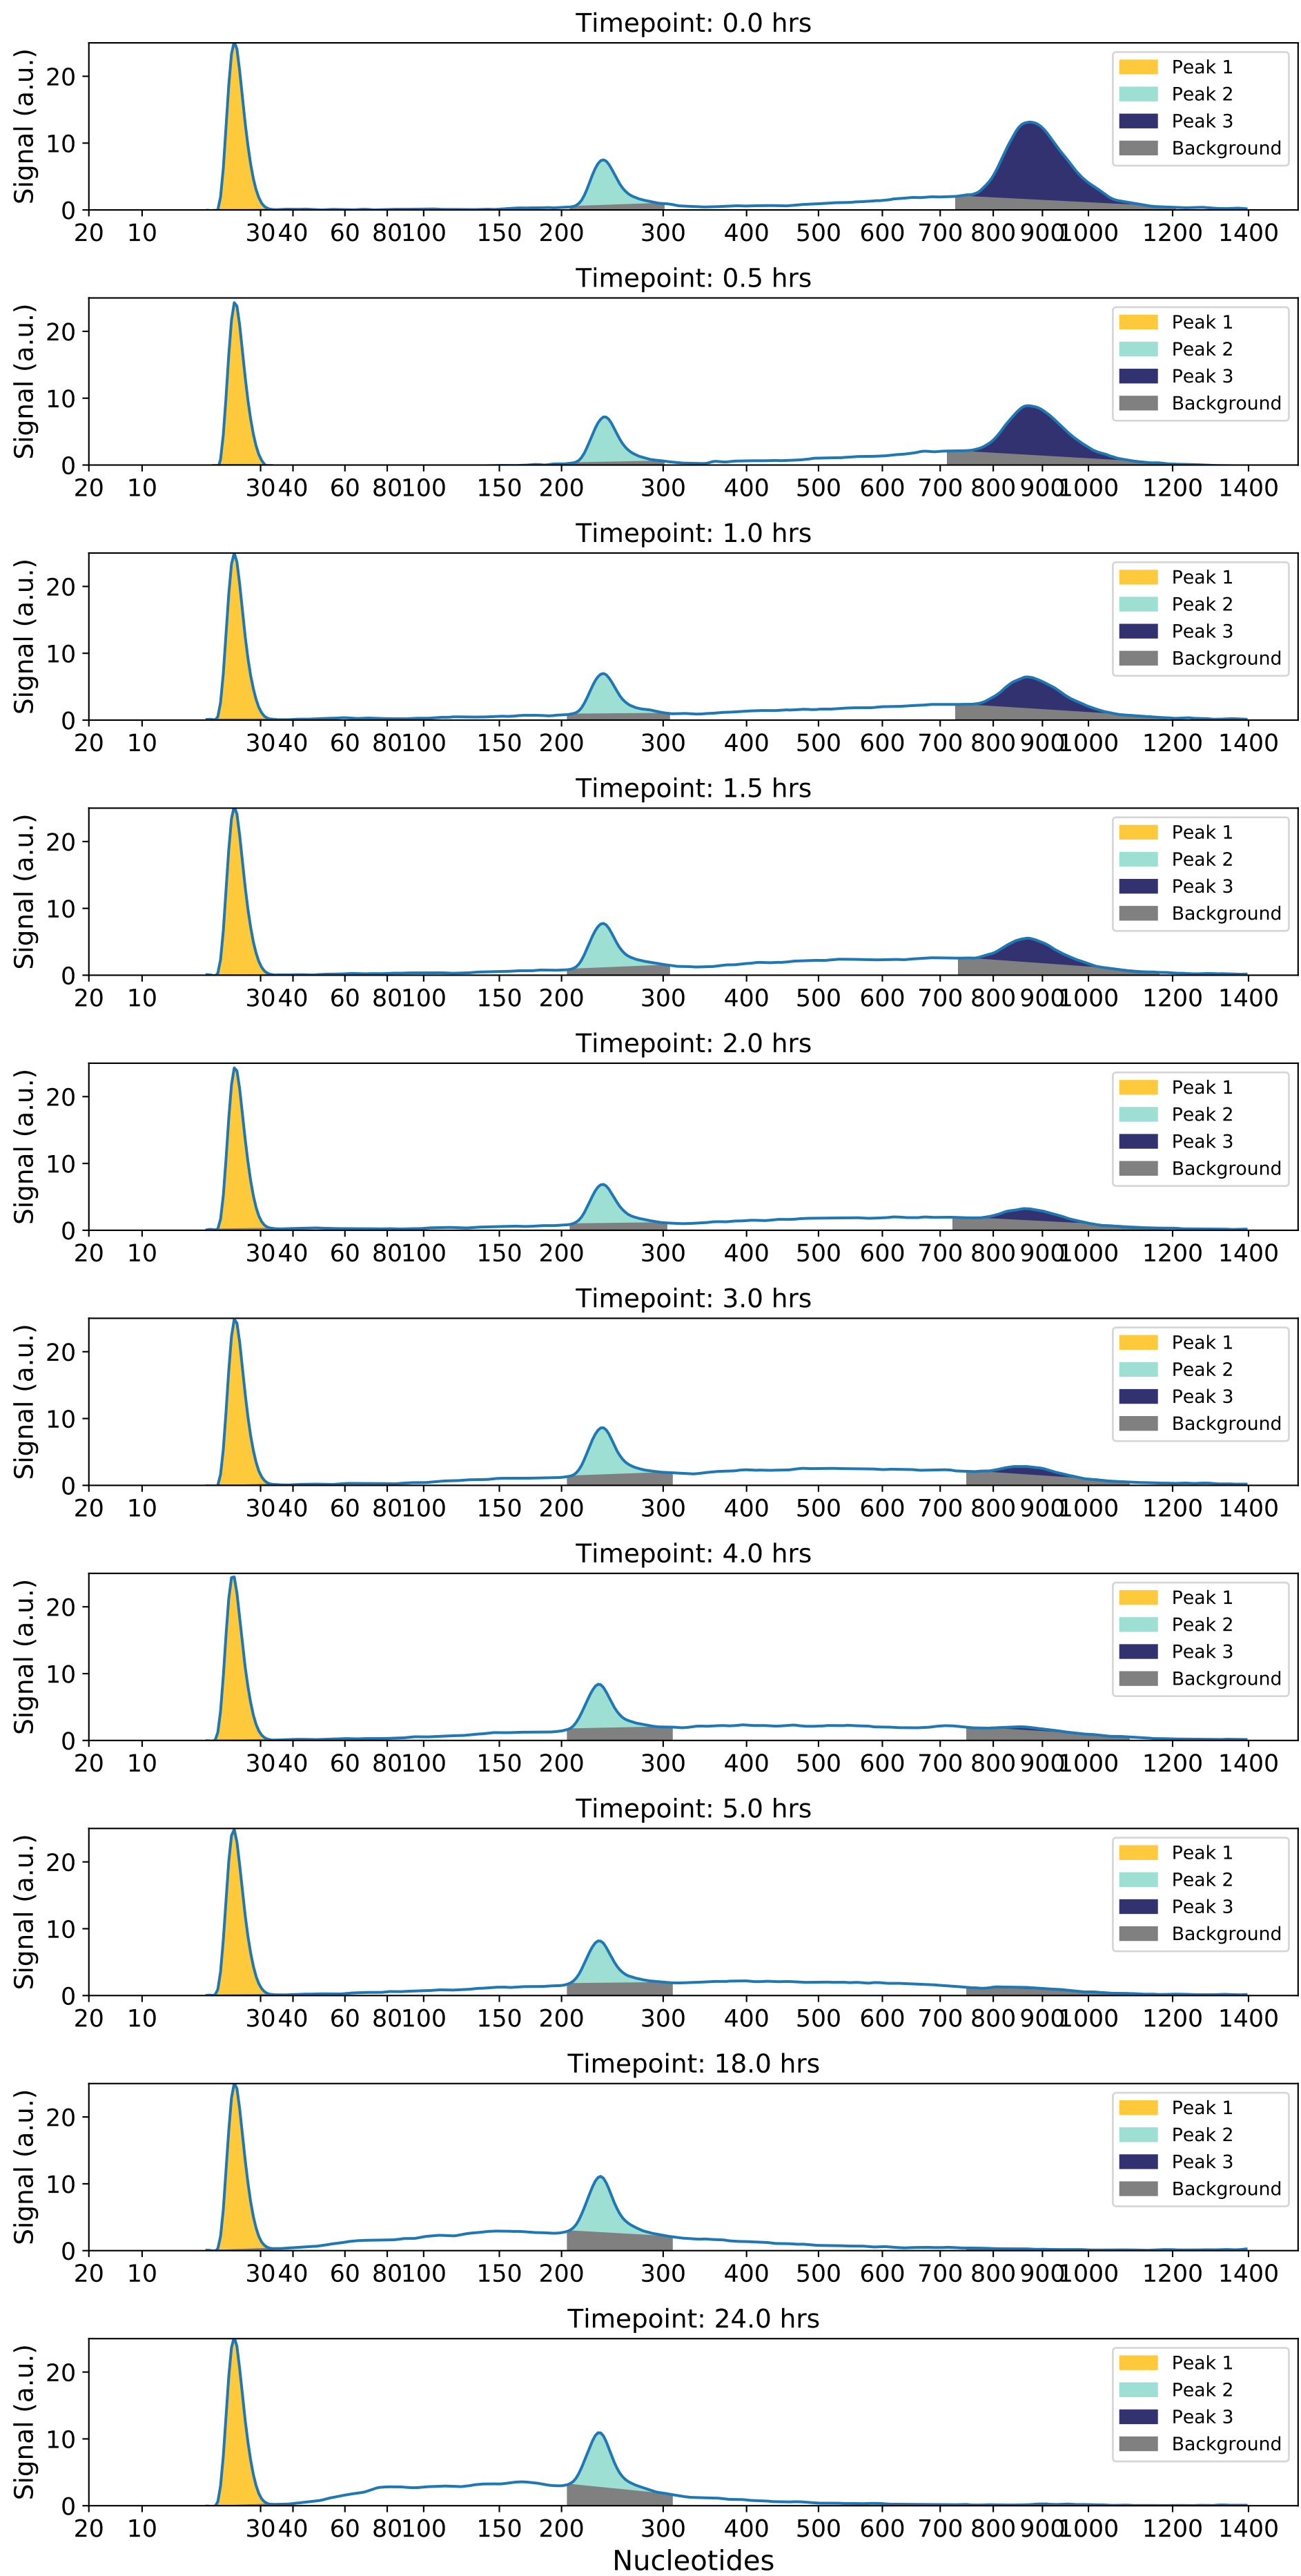 Timepoint: 0.0 hrs
Signal (a.u.)
20
10
0
Peak 1
Peak 2
Peak 3
Background
20 10 30 40 60 80 100 150 200 300 400 500 600 700 800 900 1000 1200 1400
Timepoint: 0.5 hrs
Signal (a.u.)
20
10
0
Peak 1
Peak 2
Peak 3
Background
20 10 30 40 60 80 100 150 200 300 400 500 600 700 800 900 1000 1200 1400
Timepoint: 1.0 hrs
Signal (a.u.)
20
10
0
Peak 1
Peak 2
Peak 3
Background
20 10 30 40 60 80 100 150 200 300 400 500 600 700 800 900 1000 1200 1400
Timepoint: 1.5 hrs
Signal (a.u.)
20
10
0
Peak 1
Peak 2
Peak 3
Background
20 10 30 40 60 80 100 150 200 300 400 500 600 700 800 900 1000 1200 1400
Timepoint: 2.0 hrs
Signal (a.u.)
20
10
0
Peak 1
Peak 2
Peak 3
Background
20 10 30 40 60 80 100 150 200 300 400 500 600 700 800 900 1000 1200 1400
Timepoint: 3.0 hrs
Signal (a.u.)
20
10
0
Peak 1
Peak 2
Peak 3
Background
20 10 30 40 60 80 100 150 200 300 400 500 600 700 800 900 1000 1200 1400
Timepoint: 4.0 hrs
Signal (a.u.)
20
10
0
Peak 1
Peak 2
Peak 3
Background
20 10 30 40 60 80 100 150 200 300 400 500 600 700 800 900 1000 1200 1400
Timepoint: 5.0 hrs
Signal (a.u.)
20
10
0
Peak 1
Peak 2
Peak 3
Background
20 10 30 40 60 80 100 150 200 300 400 500 600 700 800 900 1000 1200 1400
Timepoint: 18.0 hrs
Signal (a.u.)
20
10
0
Peak 1
Peak 2
Peak 3
Background
20 10 30 40 60 80 100 150 200 300 400 500 600 700 800 900 1000 1200 1400
Timepoint: 24.0 hrs
Signal (a.u.)
20
10
0
Peak 1
Peak 2
Peak 3
Background
20 10 30 40 60 80 100 150 200 300 400 500 600 700 800 900 1000 1200 1400
Nucleotides